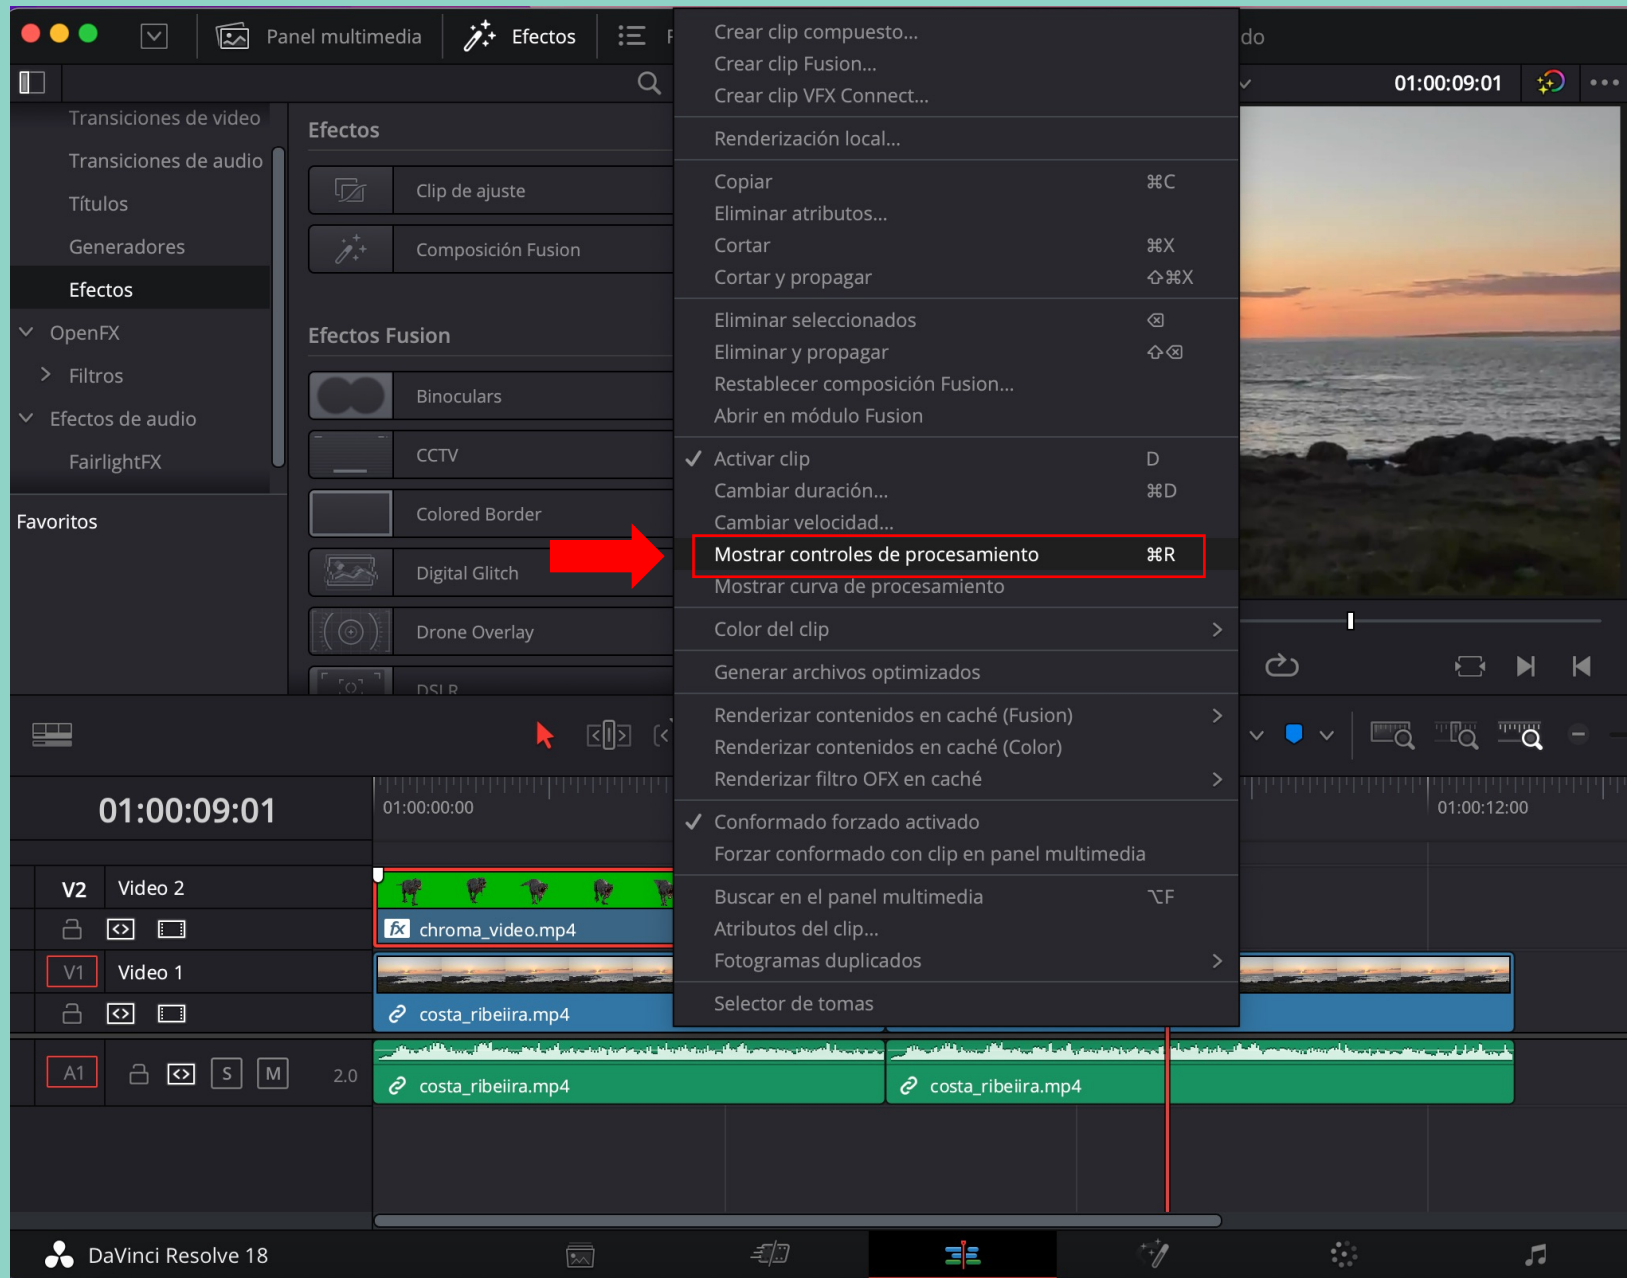 Panel multimedia
Efectos
do
01:00:09:01
Transiciones de video
Transiciones de audio
Títulos
Generadores
Efectos
OpenFX
Filtros
Efectos de audio
FairlightFX
Favoritos
Efectos
Clip de ajuste
Composición Fusion
Efectos Fusion
Binoculars
CCTV
Colored Border
Digital Glitch
Drone Overlay
DSLR
Crear clip compuesto...
Crear clip Fusion...
Crear clip VFX Connect...
Renderización local...
Copiar ⌘C
Eliminar atributos...
Cortar ⌘X
Cortar y propagar ⇧⌘X
Eliminar seleccionados ⌫
Eliminar y propagar ⇧⌫
Restablecer composición Fusion...
Abrir en módulo Fusion
Activar clip D
Cambiar duración... ⌘D
Cambiar velocidad...
Mostrar controles de procesamiento ⌘R
Mostrar curva de procesamiento
Color del clip
Generar archivos optimizados
Renderizar contenidos en caché (Fusion)
Renderizar contenidos en caché (Color)
Renderizar filtro OFX en caché
Conformado forzado activado
Forzar conformado con clip en panel multimedia
Buscar en el panel multimedia ⌥F
Atributos del clip...
Fotogramas duplicados
Selector de tomas
01:00:09:01
01:00:00:00
01:00:12:00
V2 Video 2
fx chroma_video.mp4
V1 Video 1
costa_ribeiira.mp4
A1 S M 2.0
costa_ribeiira.mp4
costa_ribeiira.mp4
DaVinci Resolve 18